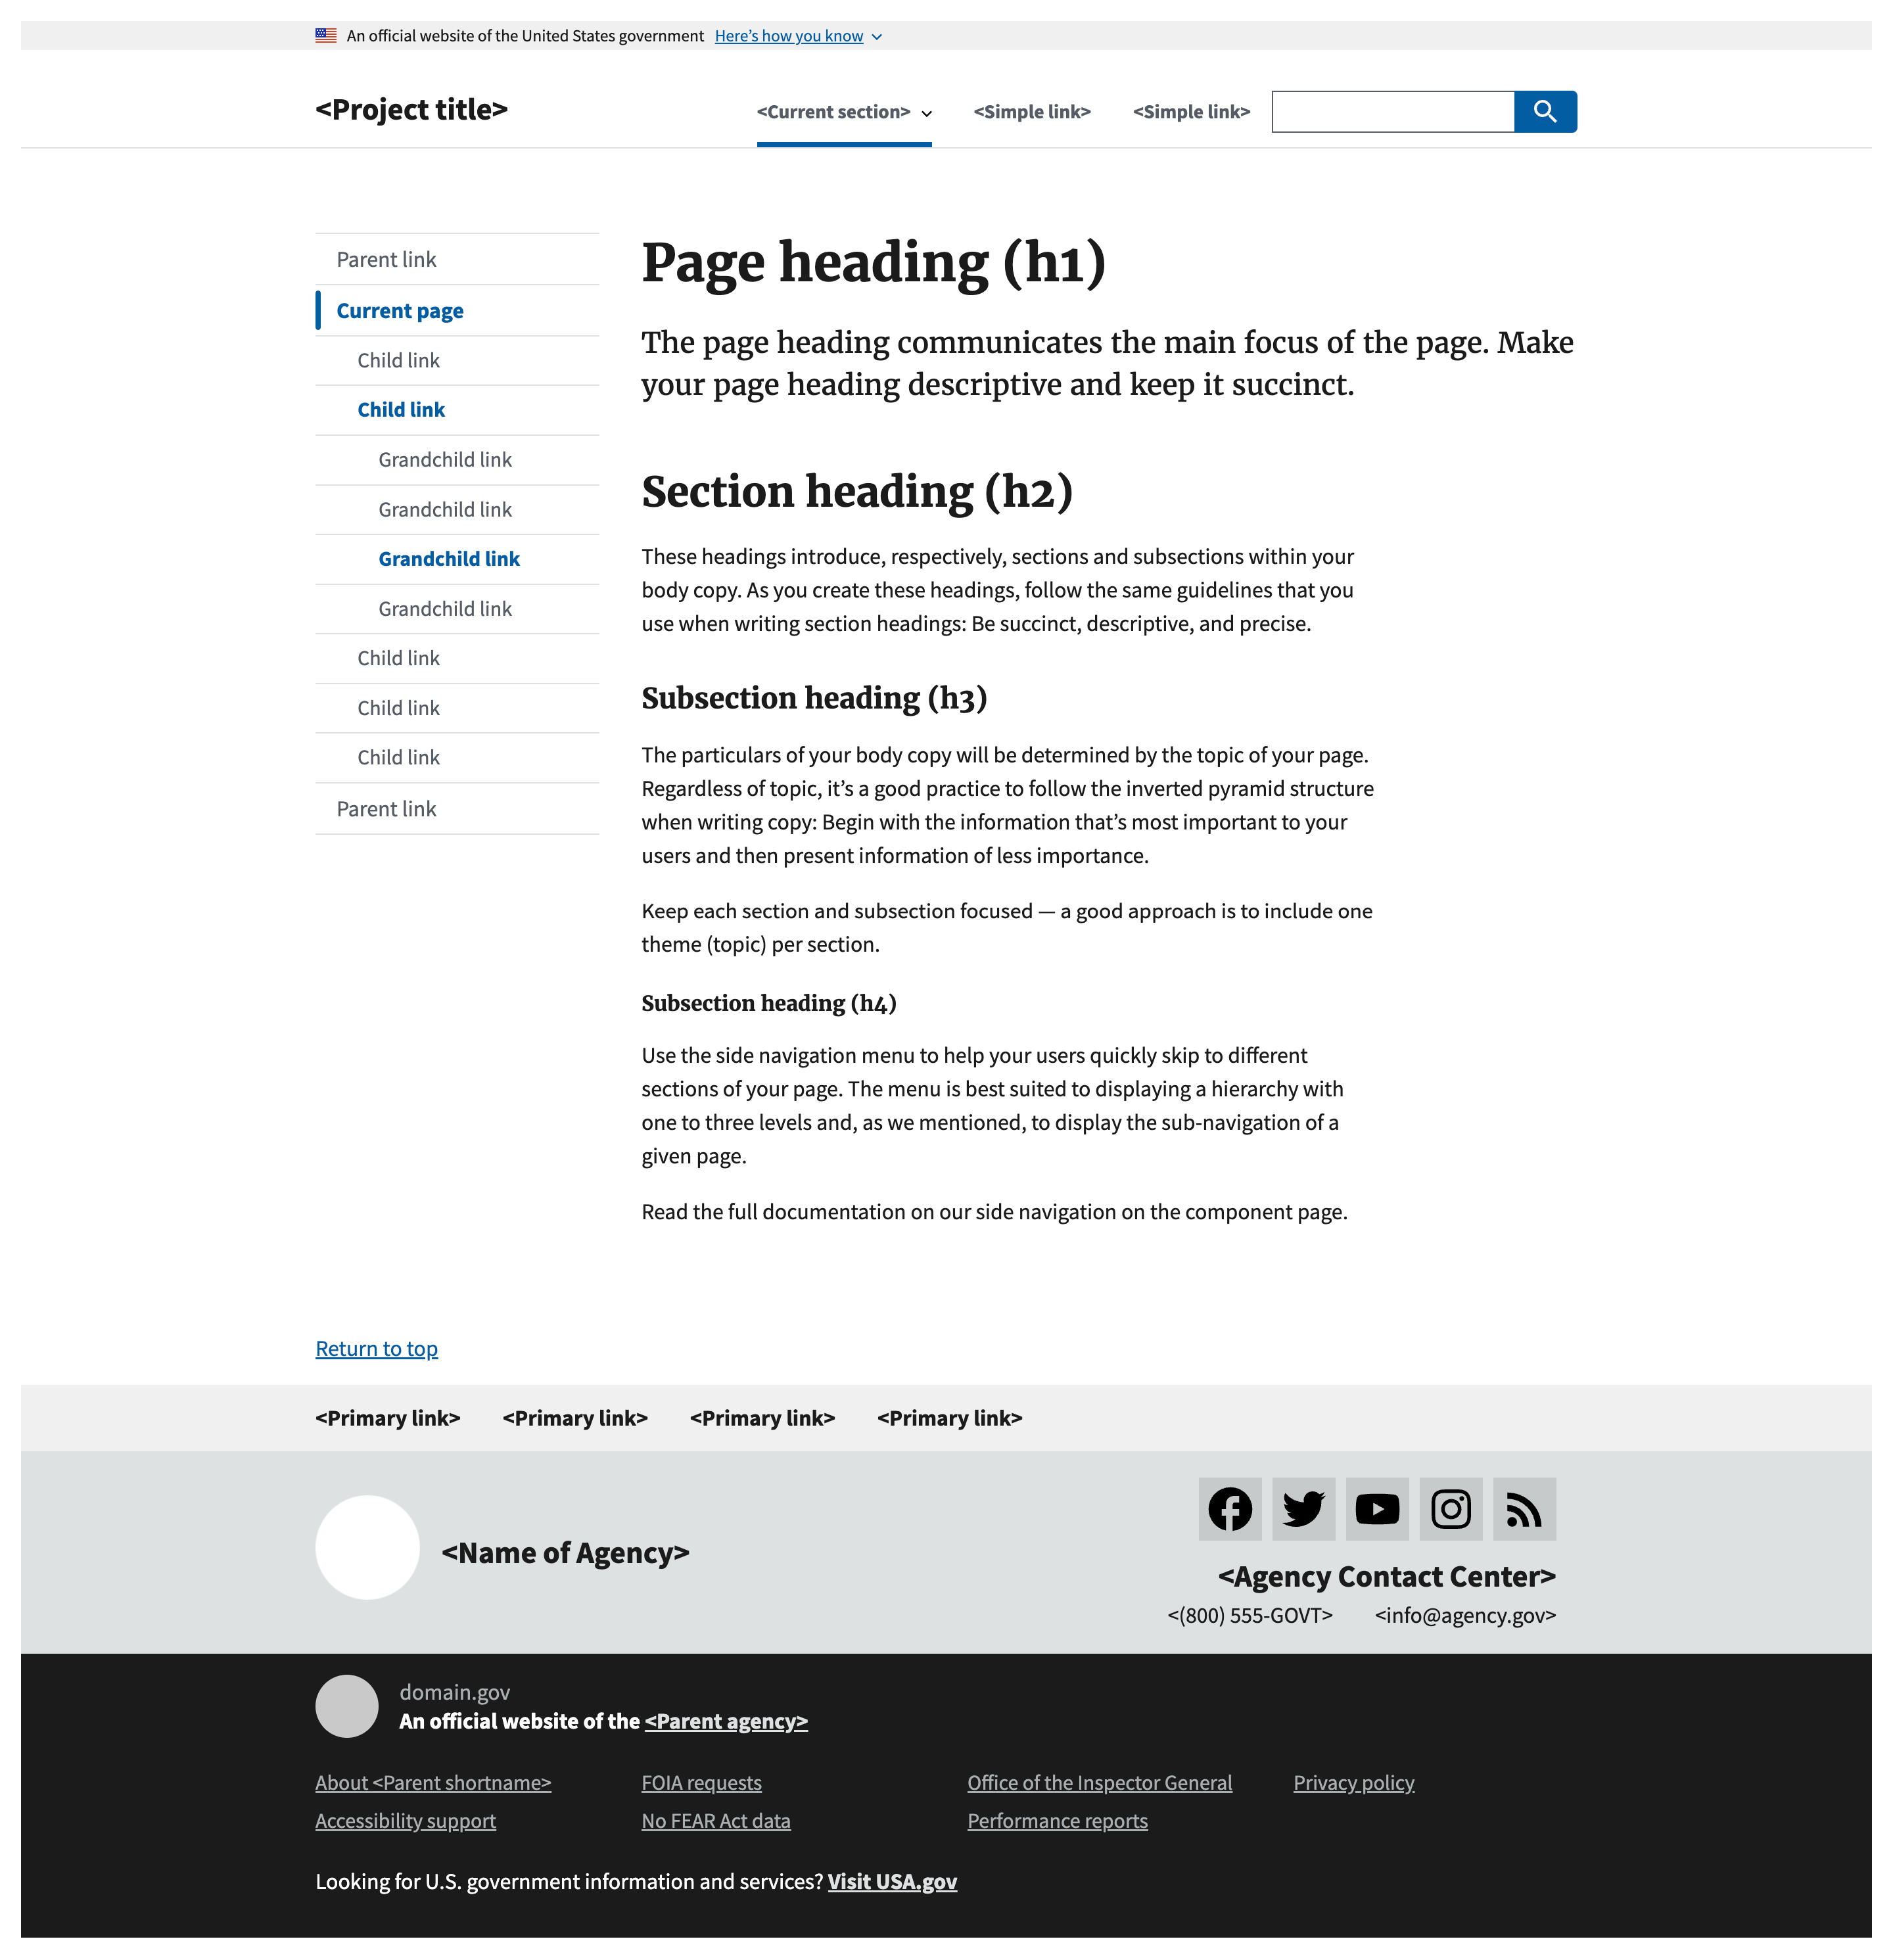 An official website of the United States government Here’s how you know
<Project title>
<Current section> <Simple link> <Simple link>
Parent link
Current page
Child link
Child link
Grandchild link
Grandchild link
Grandchild link
Grandchild link
Child link
Child link
Child link
Parent link
Page heading (h1)
The page heading communicates the main focus of the page. Make
your page heading descriptive and keep it succinct.
Section heading (h2)
These headings introduce, respectively, sections and subsections within your
body copy. As you create these headings, follow the same guidelines that you
use when writing section headings: Be succinct, descriptive, and precise.
Subsection heading (h3)
The particulars of your body copy will be determined by the topic of your page.
Regardless of topic, it’s a good practice to follow the inverted pyramid structure
when writing copy: Begin with the information that’s most important to your
users and then present information of less importance.
Keep each section and subsection focused — a good approach is to include one
theme (topic) per section.
Subsection heading (h4)
Use the side navigation menu to help your users quickly skip to different
sections of your page. The menu is best suited to displaying a hierarchy with
one to three levels and, as we mentioned, to display the sub-navigation of a
given page.
Read the full documentation on our side navigation on the component page.
Return to top
<Primary link> <Primary link> <Primary link> <Primary link>
<Name of Agency>
<Agency Contact Center>
<(800) 555-GOVT> <info@agency.gov>
domain.gov
An official website of the <Parent agency>
About <Parent shortname> FOIA requests Office of the Inspector General Privacy policy
Accessibility support No FEAR Act data Performance reports
Looking for U.S. government information and services? Visit USA.gov